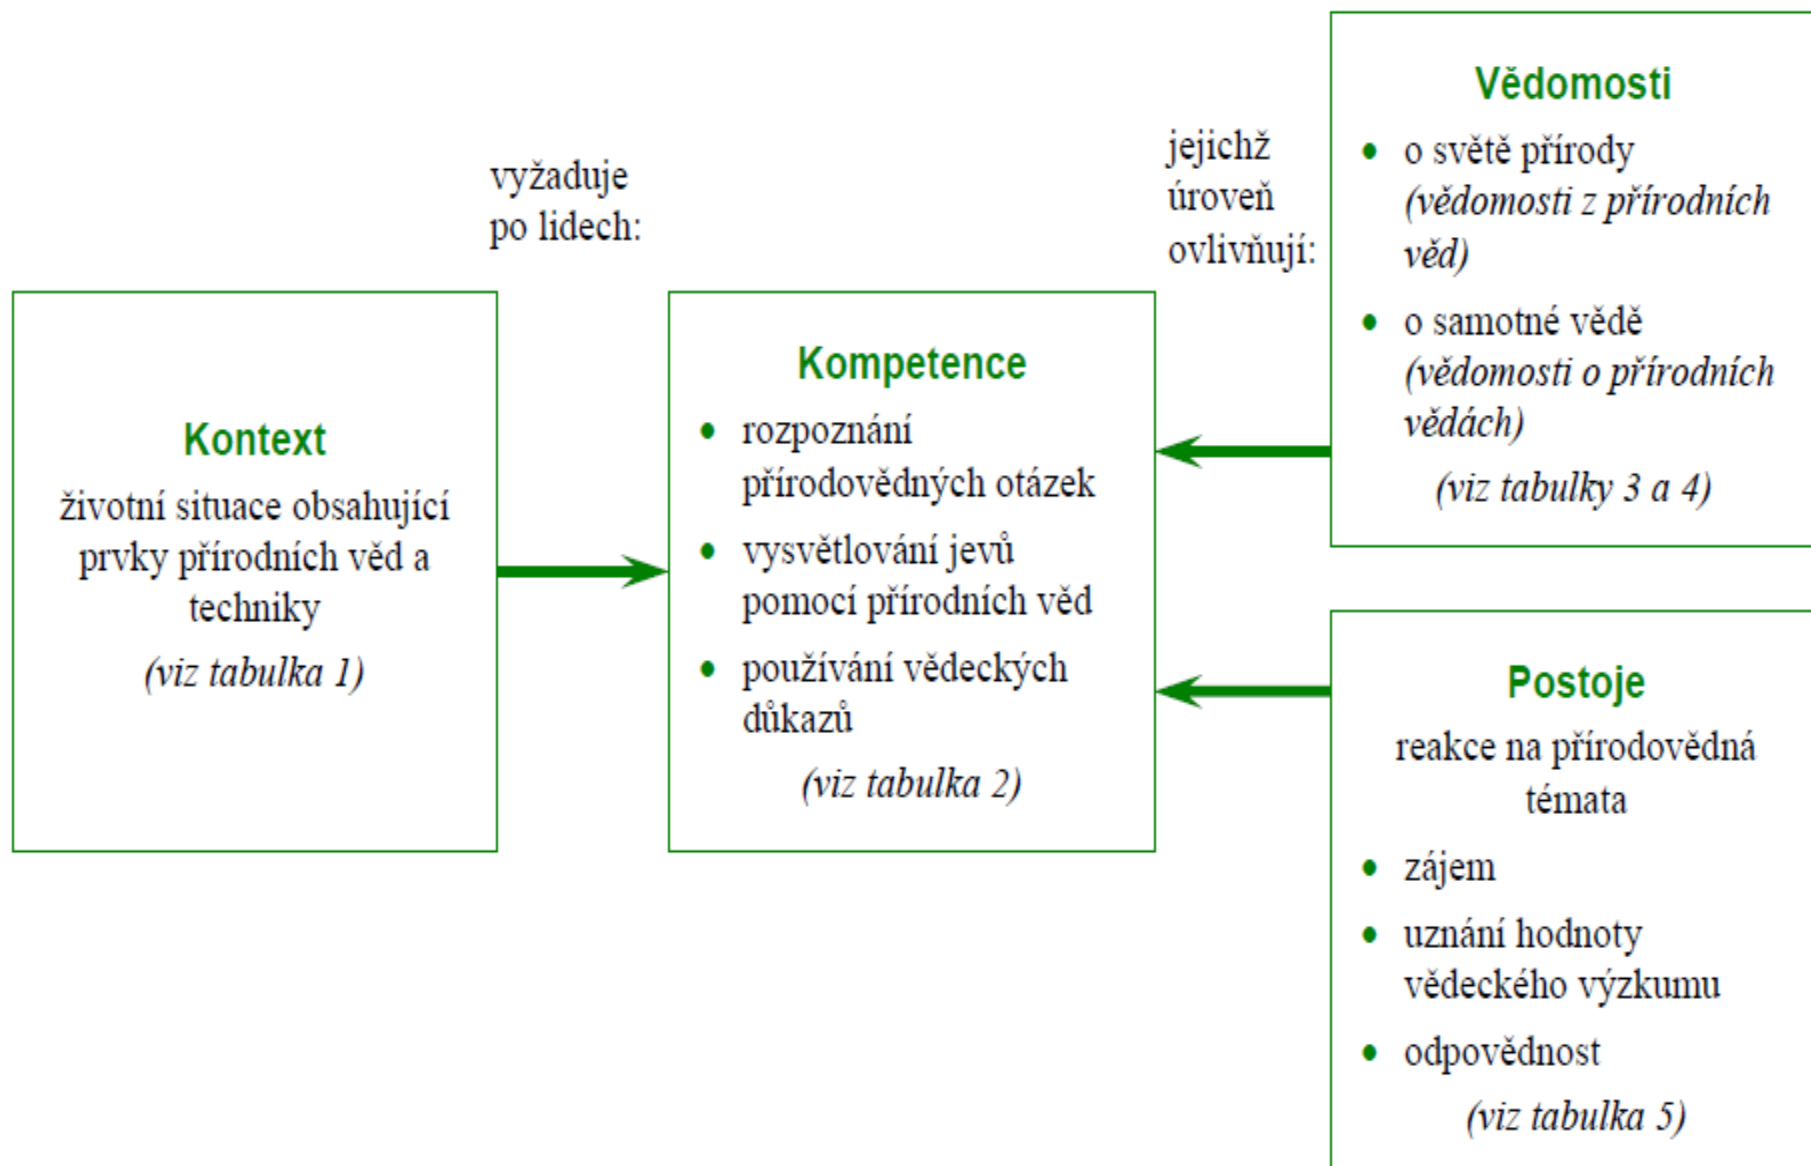 Kontext
životní situace obsahující
prvky přírodních věd a
techniky
(viz tabulka 1)
vyžaduje
po lidech:
Kompetence
• rozpoznání
přírodovědných otázek
• vysvětlování jevů
pomocí přírodních věd
• používání vědeckých
důkazů
(viz tabulka 2)
jejichž
úroveň
ovlivňují:
Vědomosti
• o světě přírody
(vědomosti z přírodních
věd)
• o samotné vědě
(vědomosti o přírodních
vědách)
(viz tabulky 3 a 4)
Postoje
reakce na přírodovědná
témata
• zájem
• uznání hodnoty
vědeckého výzkumu
• odpovědnost
(viz tabulka 5)